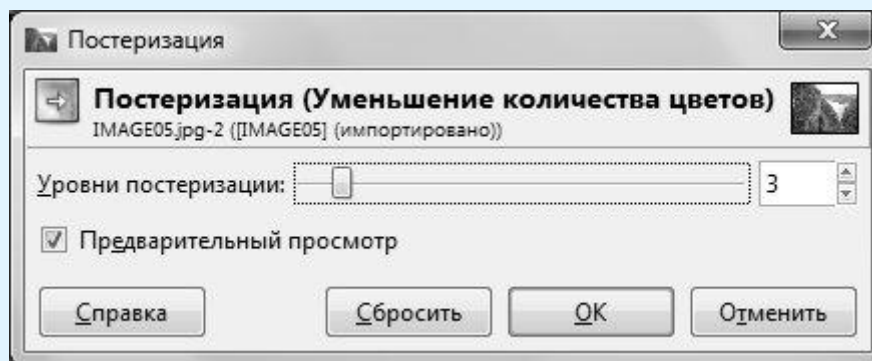 Постеризация
Постеризация (Уменьшение количества цветов)
IMAGE05.jpg-2 ([IMAGE05] (импортировано))
Уровни постеризации: 3
Предварительный просмотр
Справка Сбросить OK Отменить